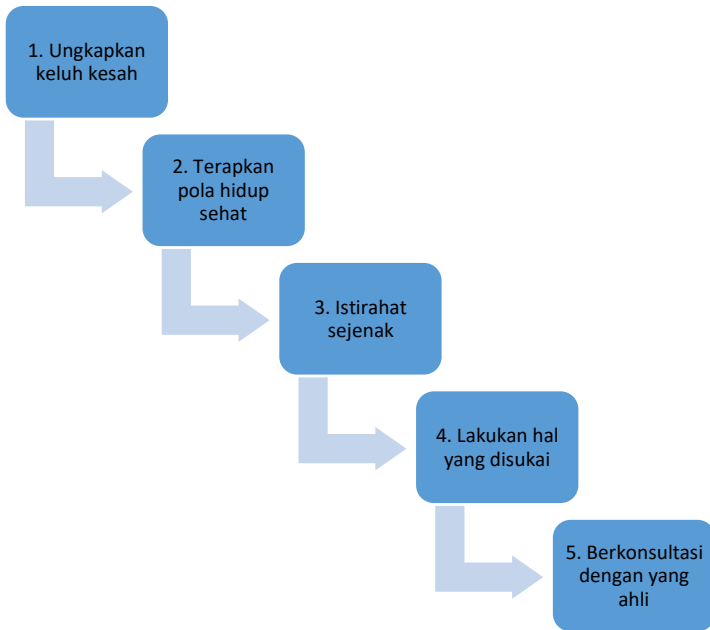 1. Ungkapkan
keluh kesah
2. Terapkan
pola hidup
sehat
3. Istirahat
sejenak
4. Lakukan hal
yang disukai
5. Berkonsultasi
dengan yang
ahli